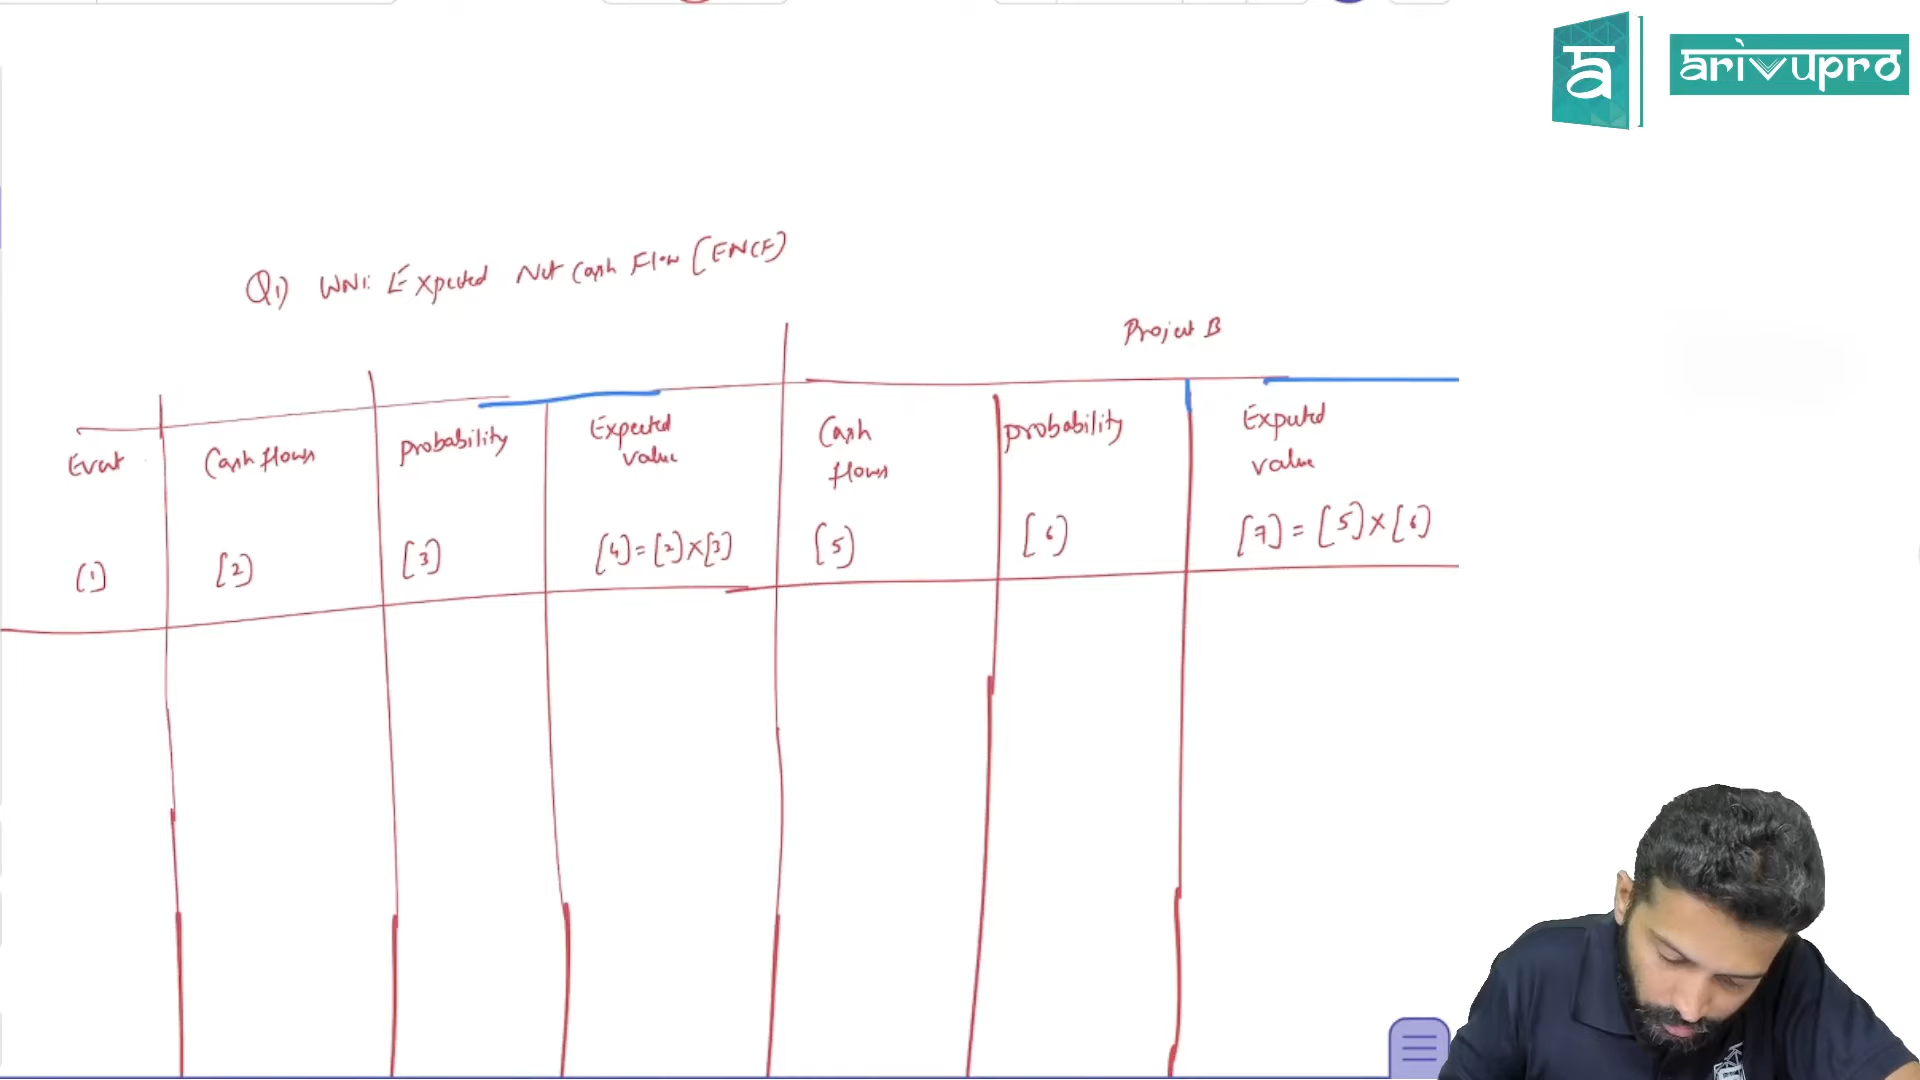 arivupro
Q1) WN1: Expected Net Cash Flow [ENCF]
Project B
Event
Cash flows
Probability
Expected value
Cash flows
probability
Expected value
[1]
[2]
[3]
[4] = [2] x [3]
[5]
[6]
[7] = [5] x [6]